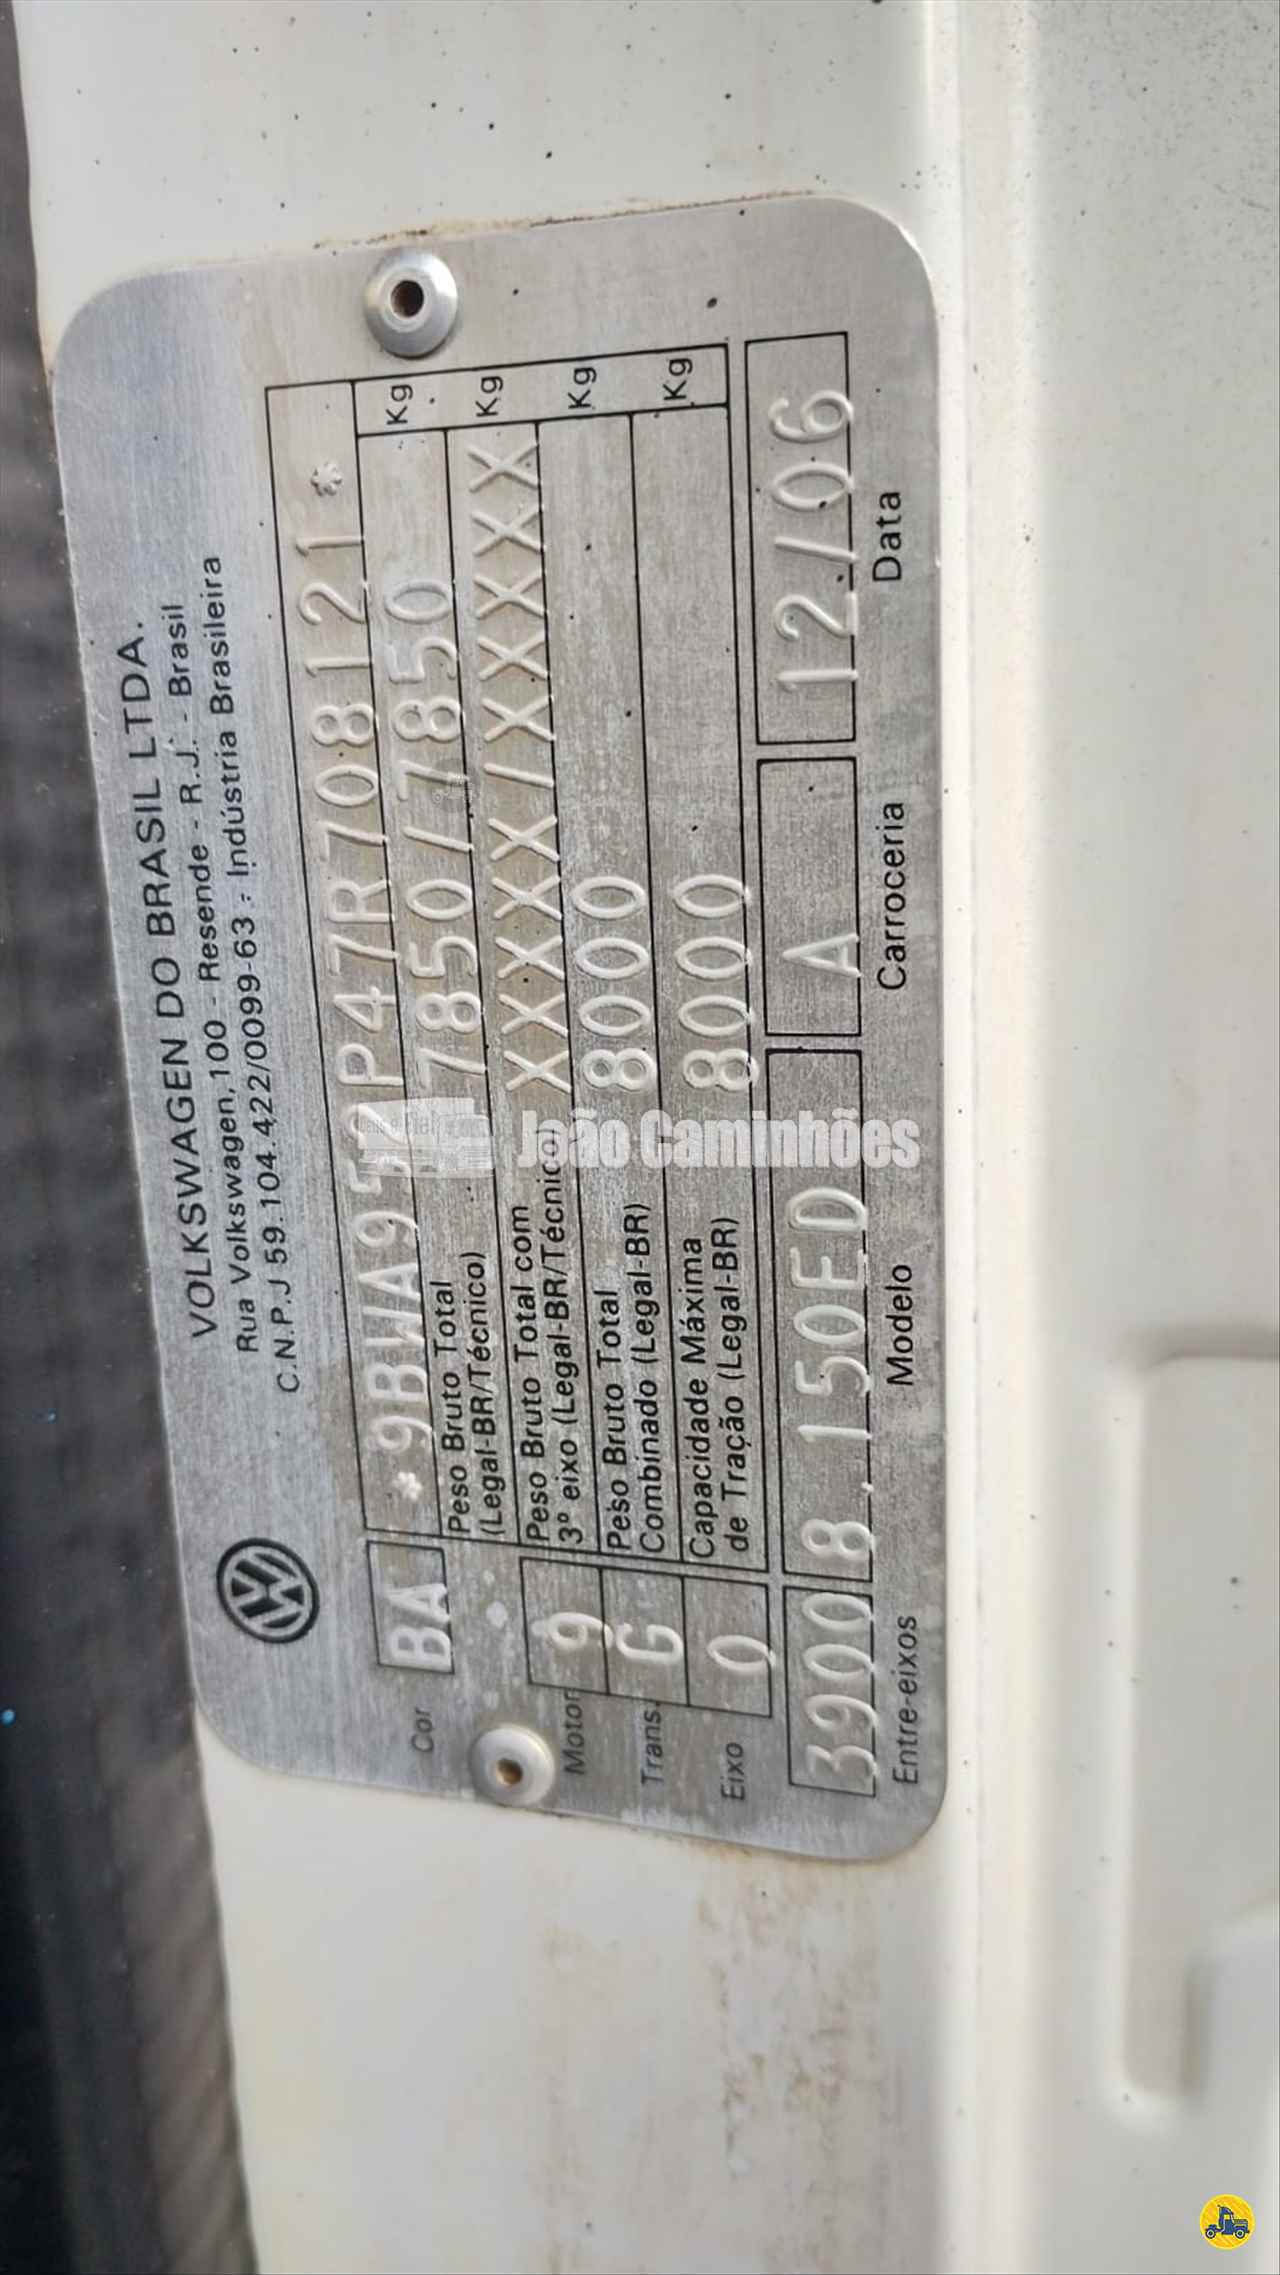 VOLKSWAGEN DO BRASIL LTDA.
Rua Volkswagen,100 - Resende - R.J. - Brasil
C.N.P.J 59.104.422/0099-63 - Indústria Brasileira
Cor BA *9BWA952P47R708121*
Peso Bruto Total
(Legal-BR/Técnico) 7850/7850 Kg
Peso Bruto Total com
3º eixo (Legal-BR/Técnico) XXXXX/XXXXX Kg
Motor 9
Peso Bruto Total
Combinado (Legal-BR) 8000 Kg
Trans. G
Capacidade Máxima
de Tração (Legal-BR) 8000 Kg
Eixo 0
3900 8.150ED A 12./06
Entre-eixos Modelo Carroceria Data
João Caminhões